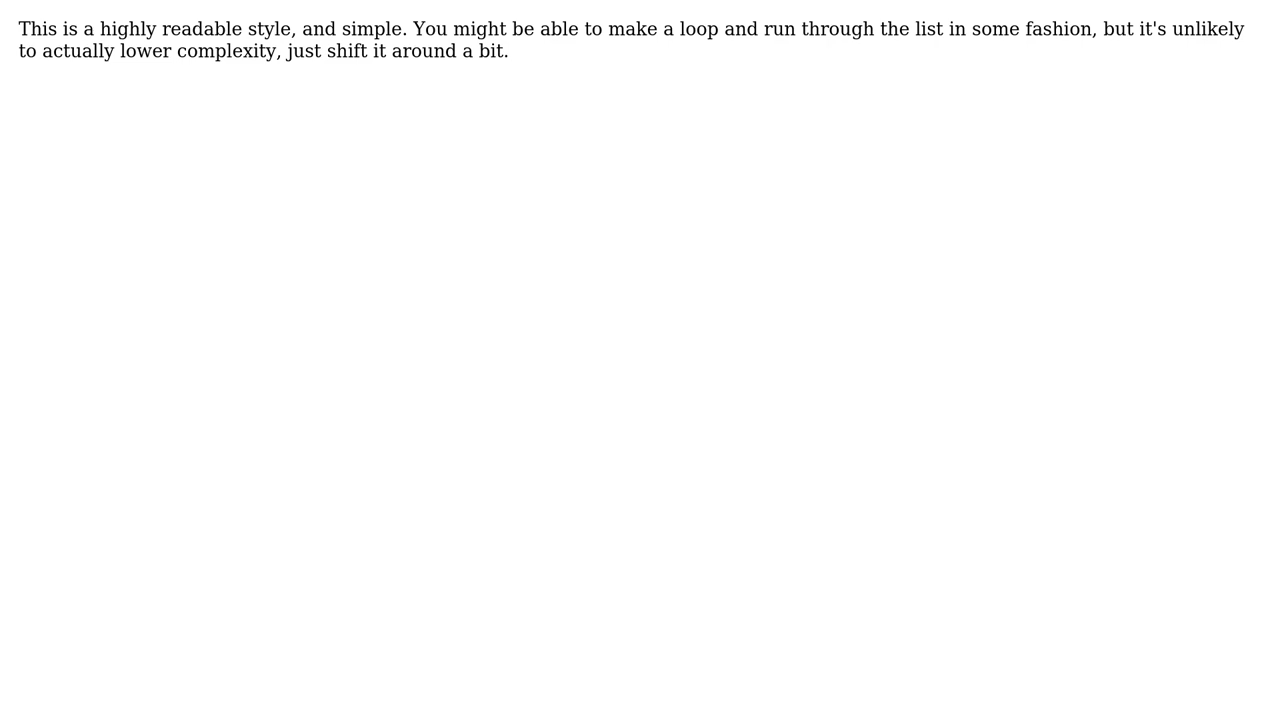 This is a highly readable style, and simple. You might be able to make a loop and run through the list in some fashion, but it's unlikely
to actually lower complexity, just shift it around a bit.